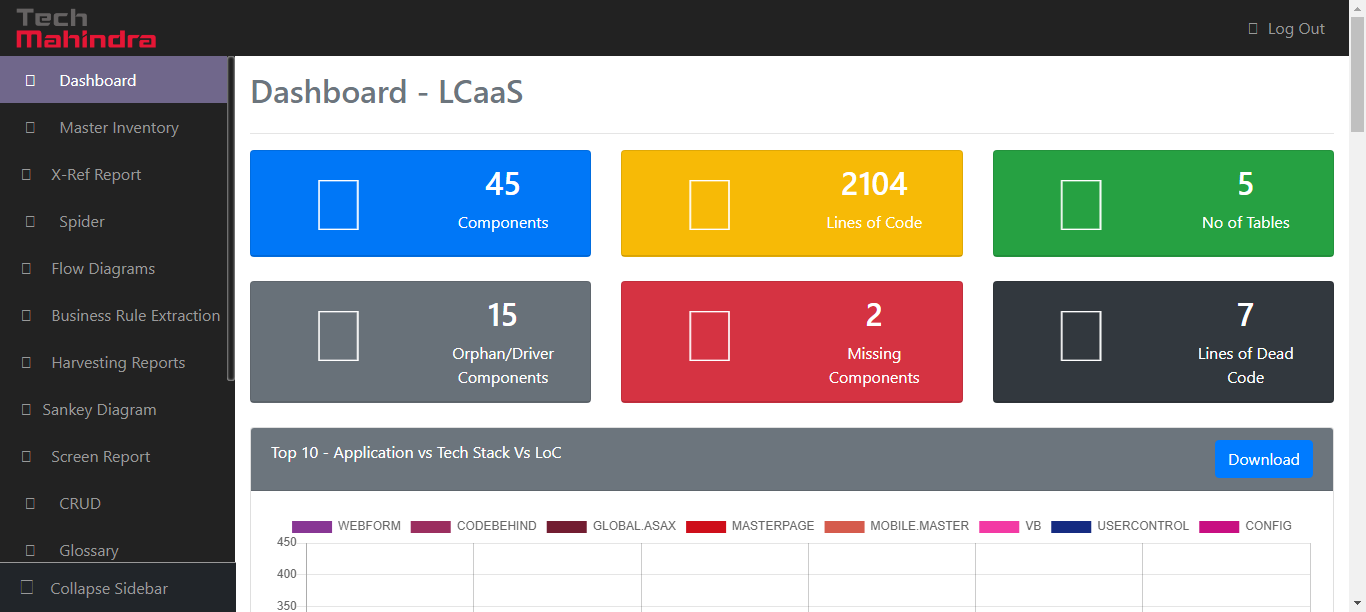 Tech
Mahindra
Log Out
Dashboard
Master Inventory
X-Ref Report
Spider
Flow Diagrams
Business Rule Extraction
Harvesting Reports
Sankey Diagram
Screen Report
CRUD
Glossary
Collapse Sidebar
Dashboard - LCaaS
45
Components
2104
Lines of Code
5
No of Tables
15
Orphan/Driver
Components
2
Missing
Components
7
Lines of Dead
Code
Top 10 - Application vs Tech Stack Vs LoC
Download
WEBFORM CODEBEHIND GLOBAL.ASAX MASTERPAGE MOBILE.MASTER VB USERCONTROL CONFIG
450
400
350